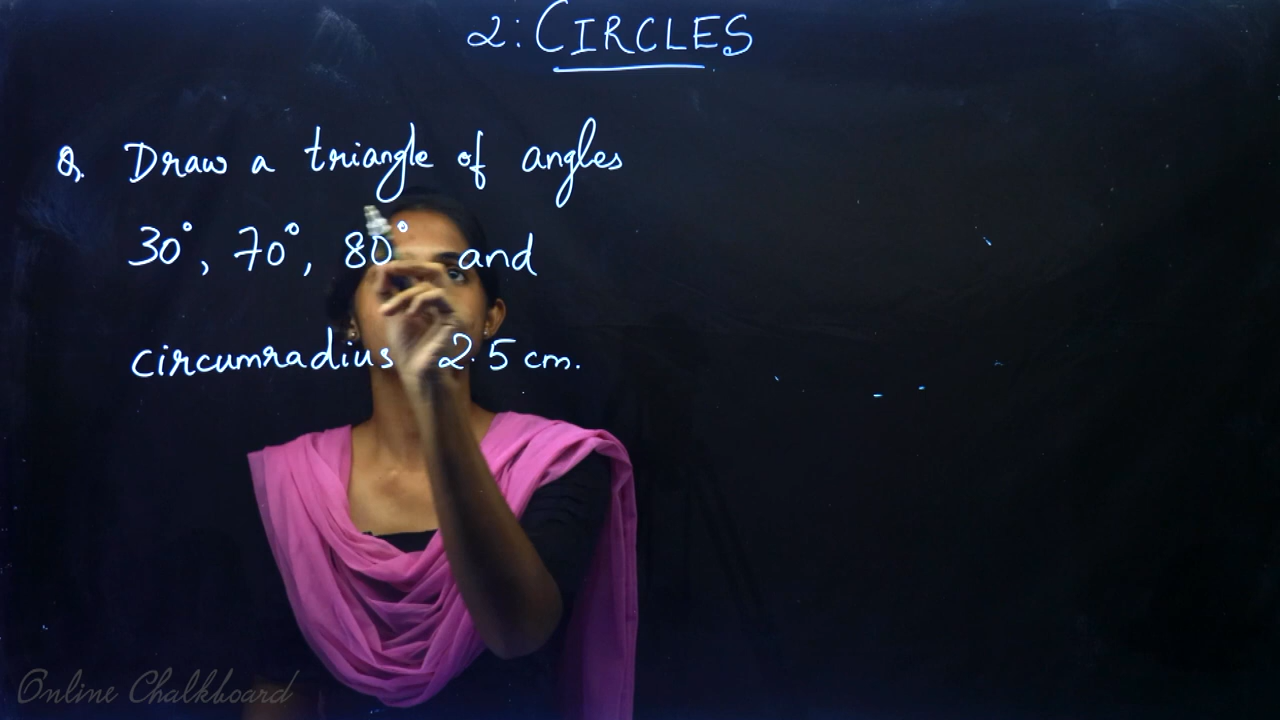 2: CIRCLES
Q. Draw a triangle of angles
30°, 70°, 80° and
circumradius 2.5 cm.
Online Chalkboard